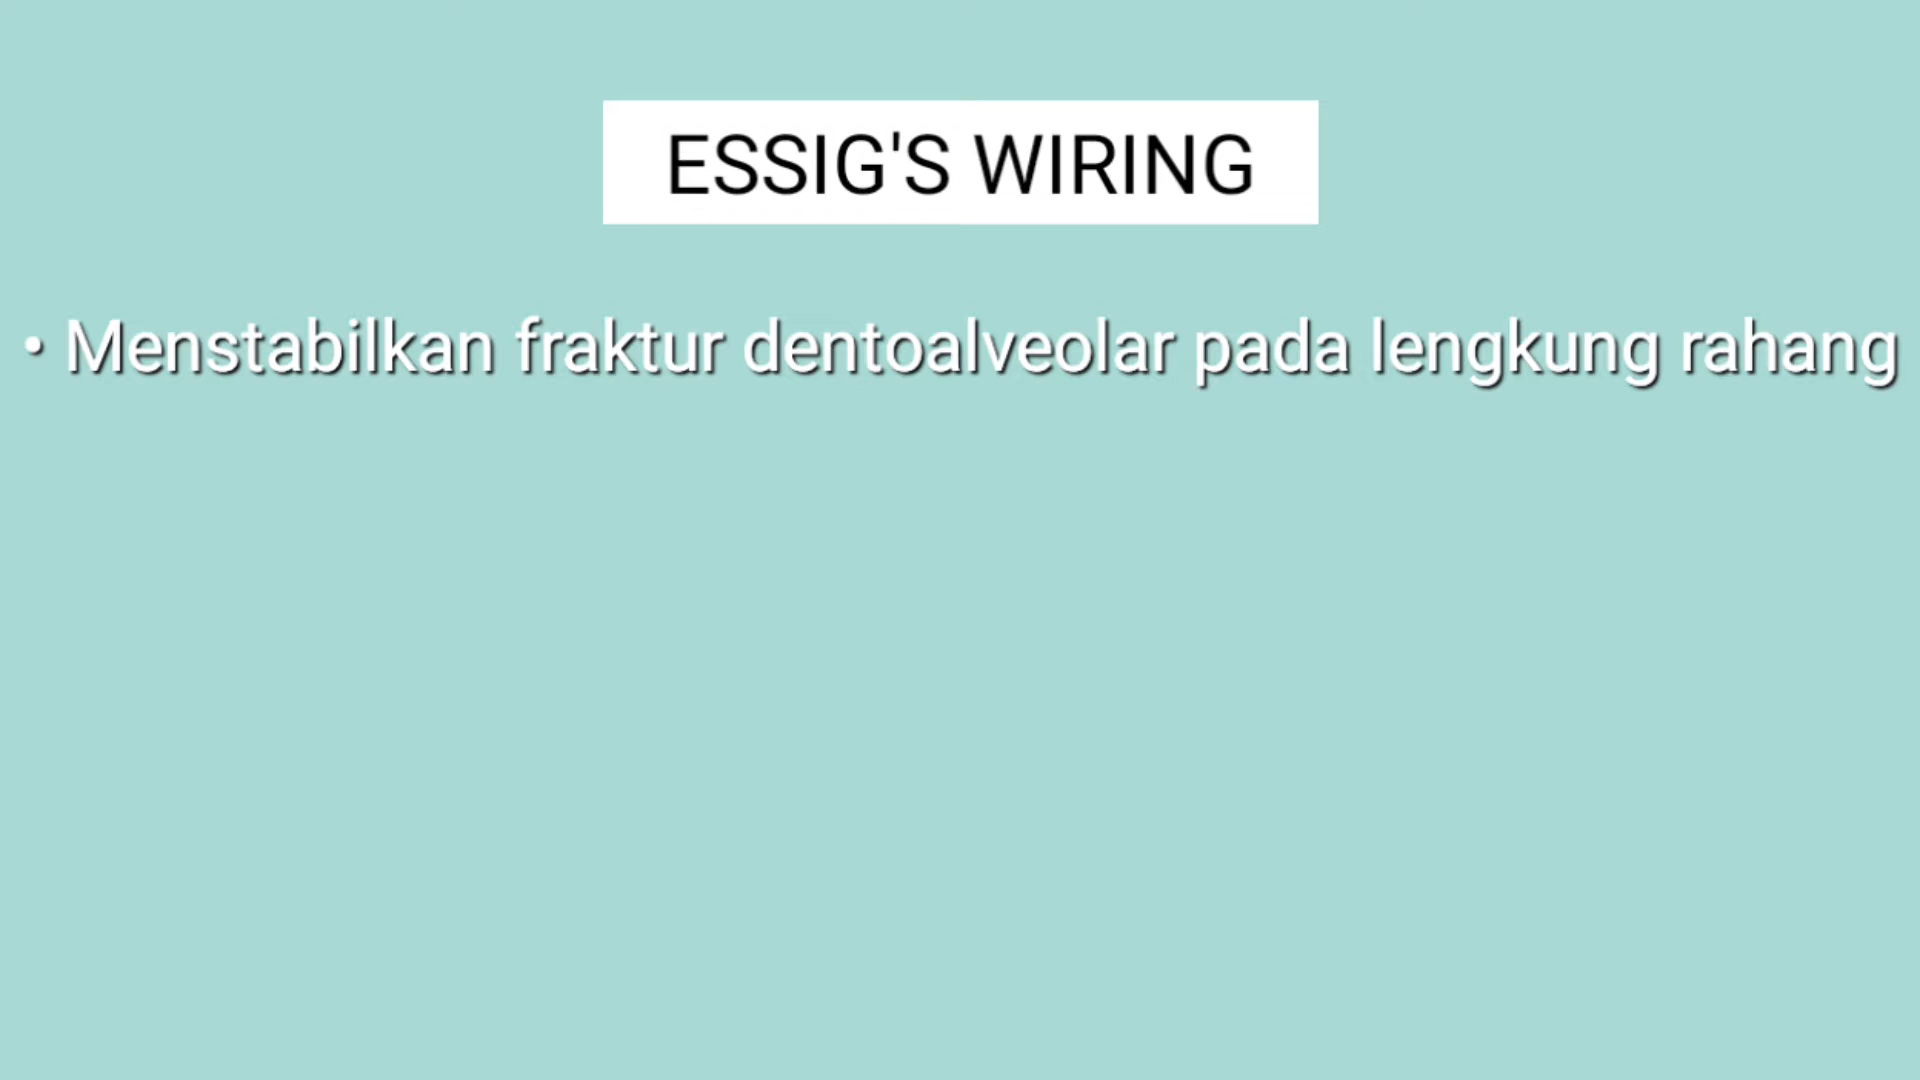 ESSIG'S WIRING
• Menstabilkan fraktur dentoalveolar pada lengkung rahang